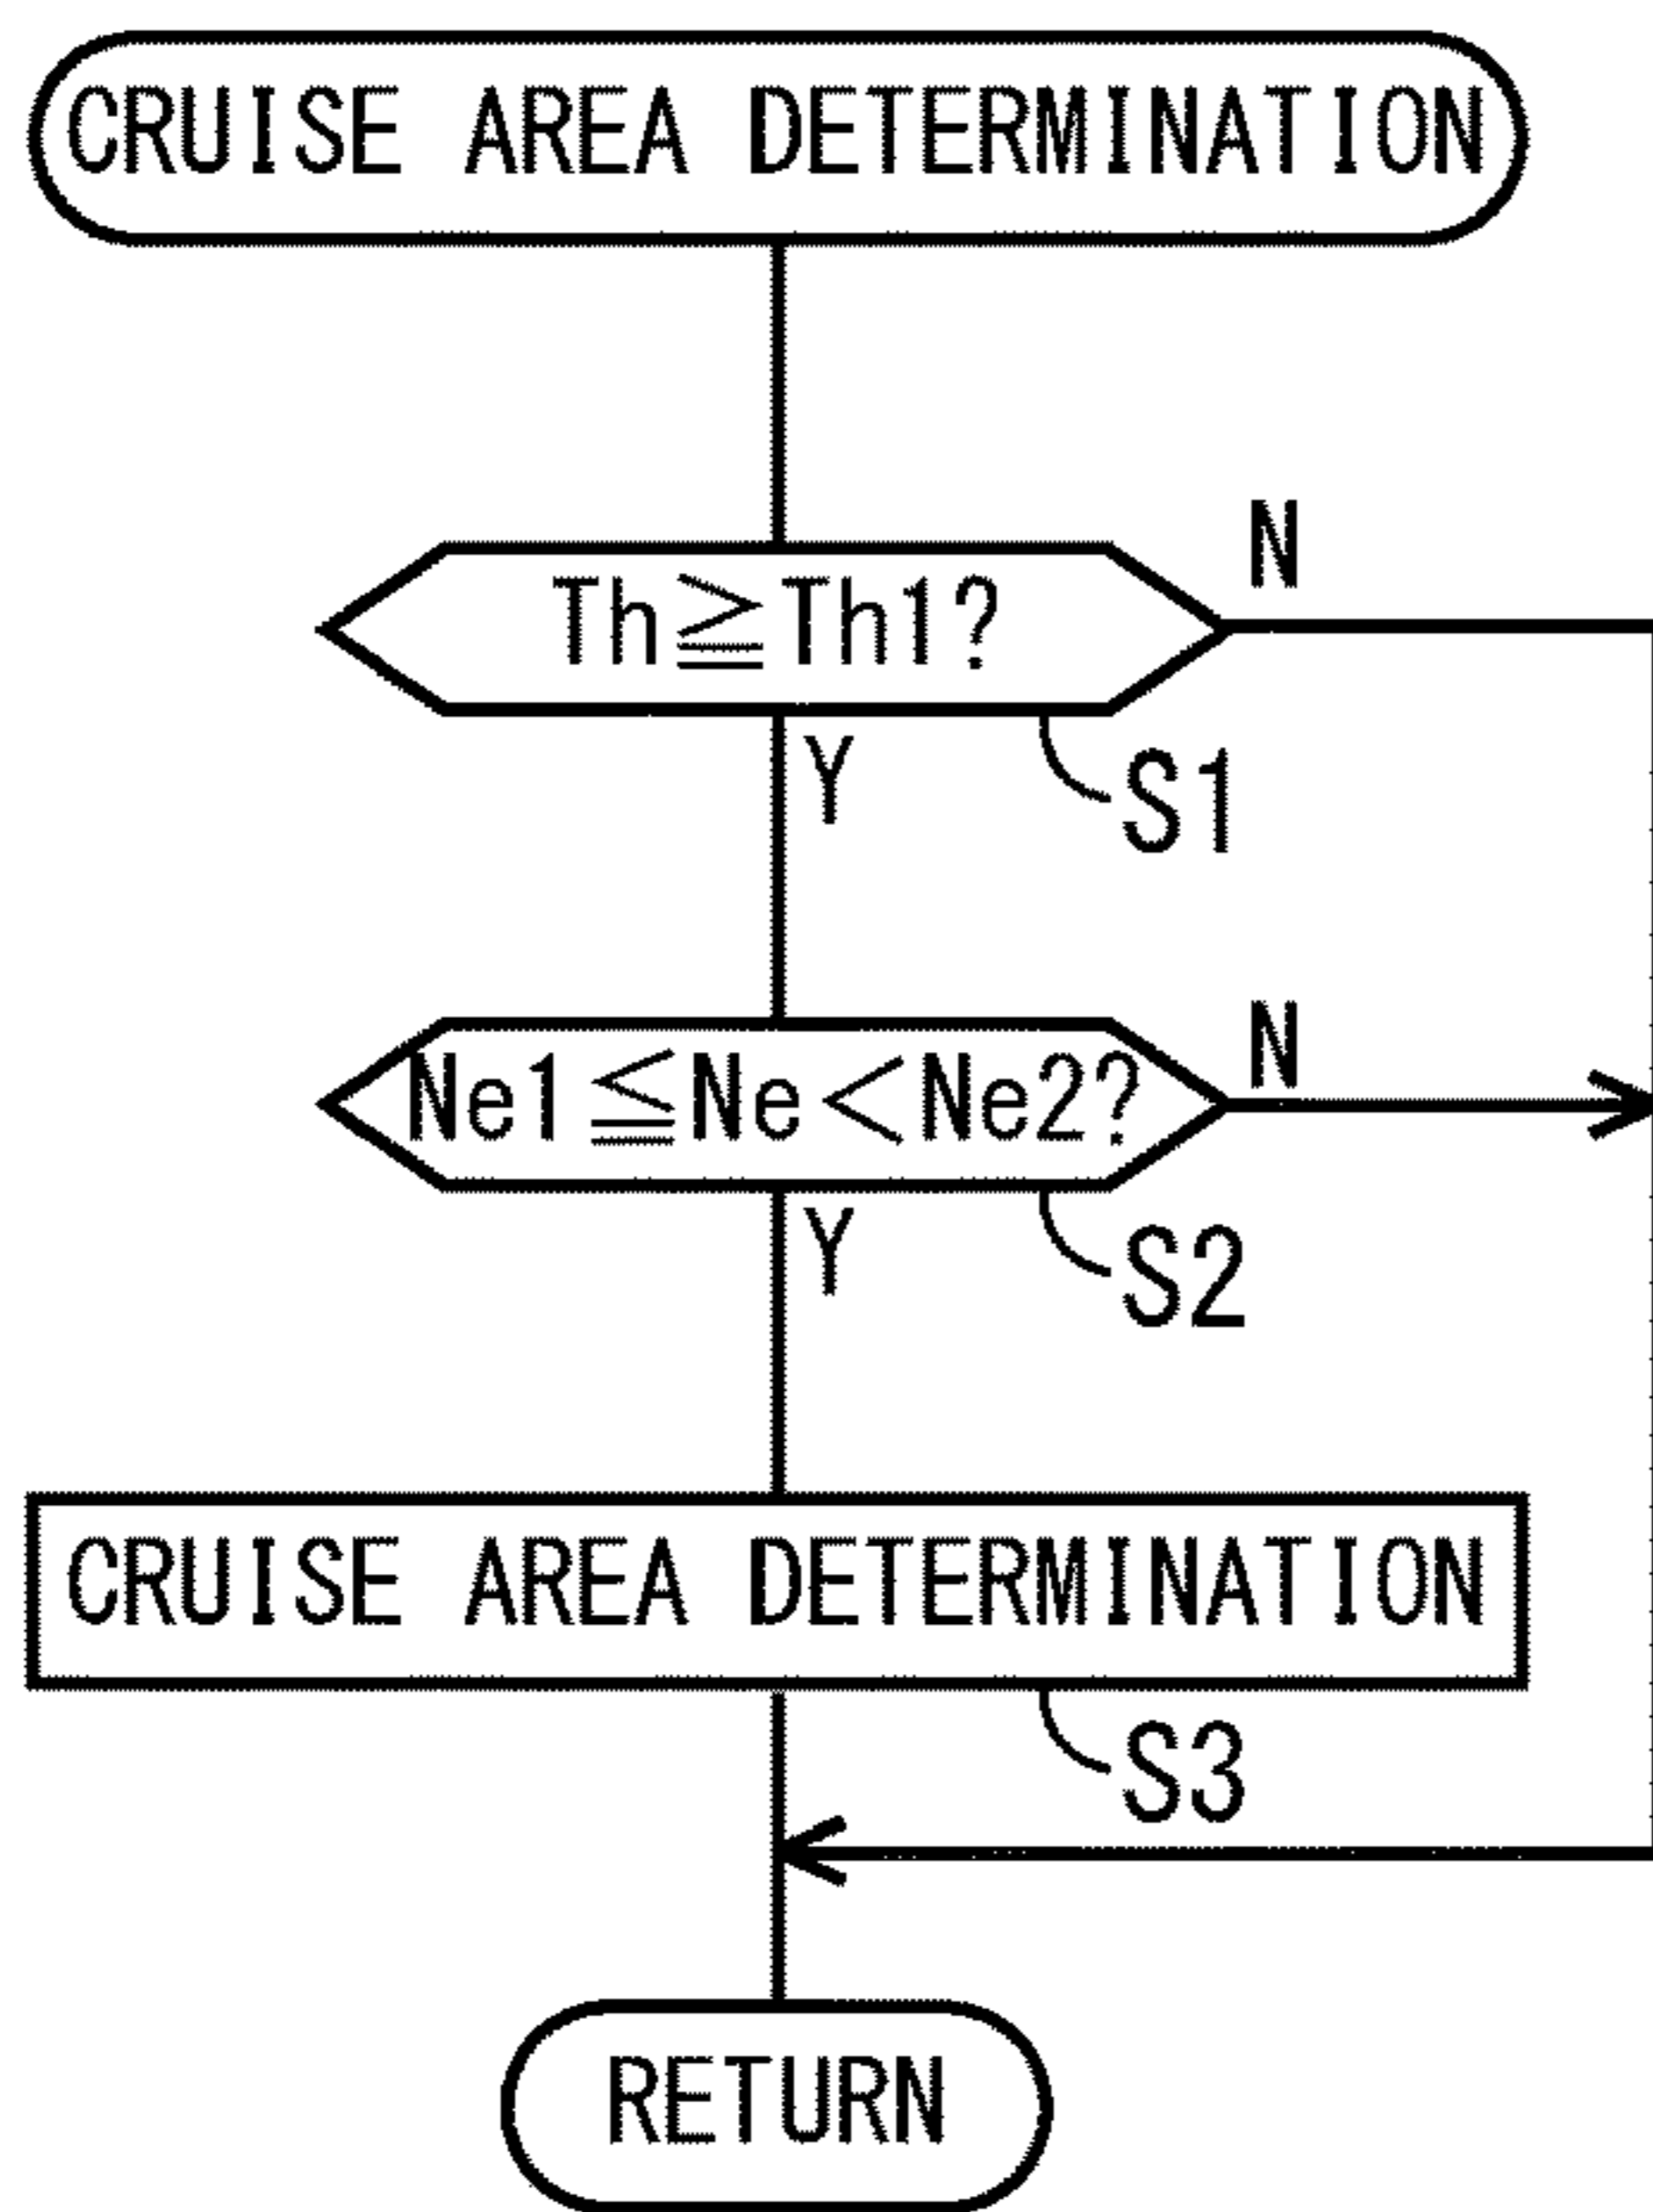 CRUISE AREA DETERMINATION
N
Th≧Th1?
Y
S1
N
Ne1≦Ne<Ne2?
Y
S2
CRUISE AREA DETERMINATION
S3
RETURN